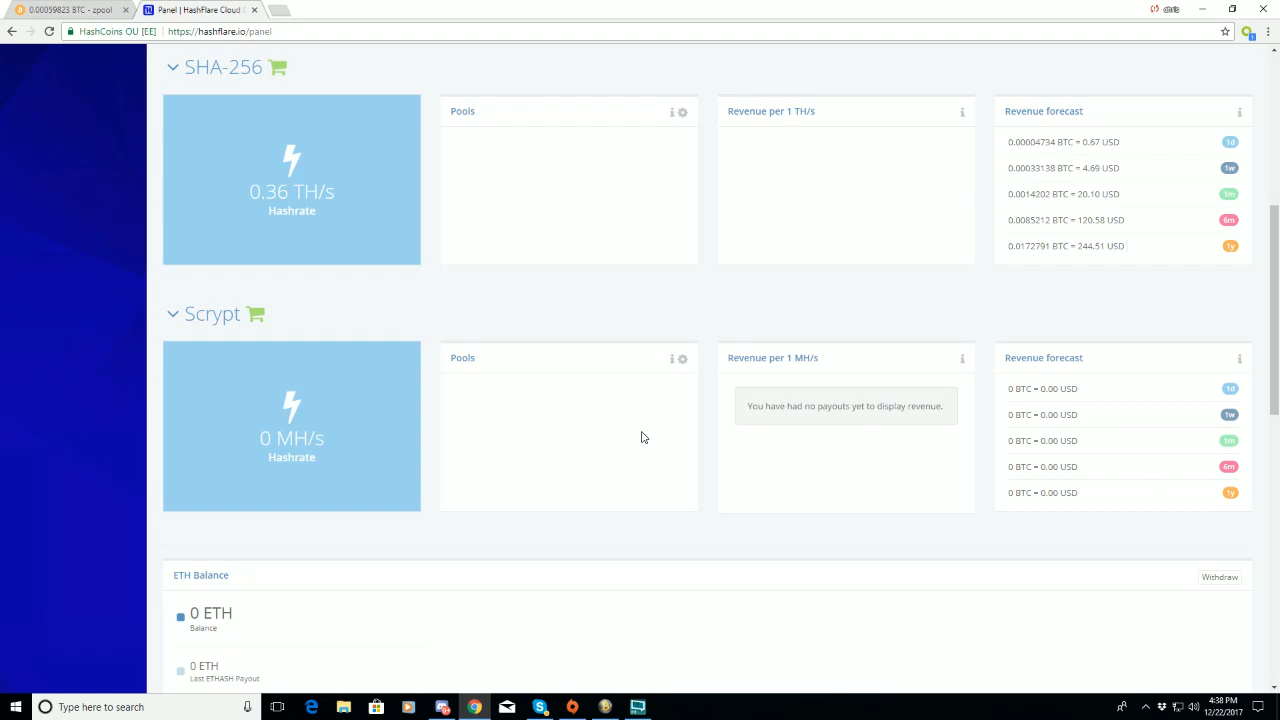 0.00059823 BTC - zpool
Panel | HashFlare Cloud
HashCoins OU [EE]
https://hashflare.io/panel
SHA-256
0.36 TH/s
Hashrate
Pools
Revenue per 1 TH/s
Revenue forecast
0.00004734 BTC = 0.67 USD 1d
0.00033138 BTC = 4.69 USD 1w
0.0014202 BTC = 20.10 USD 1m
0.0085212 BTC = 120.58 USD 6m
0.0172791 BTC = 244.51 USD 1y
Scrypt
0 MH/s
Hashrate
Pools
Revenue per 1 MH/s
You have had no payouts yet to display revenue.
Revenue forecast
0 BTC = 0.00 USD 1d
0 BTC = 0.00 USD 1w
0 BTC = 0.00 USD 1m
0 BTC = 0.00 USD 6m
0 BTC = 0.00 USD 1y
ETH Balance
Withdraw
0 ETH
Balance
0 ETH
Last ETHASH Payout
Type here to search
4:38 PM
12/22/2017